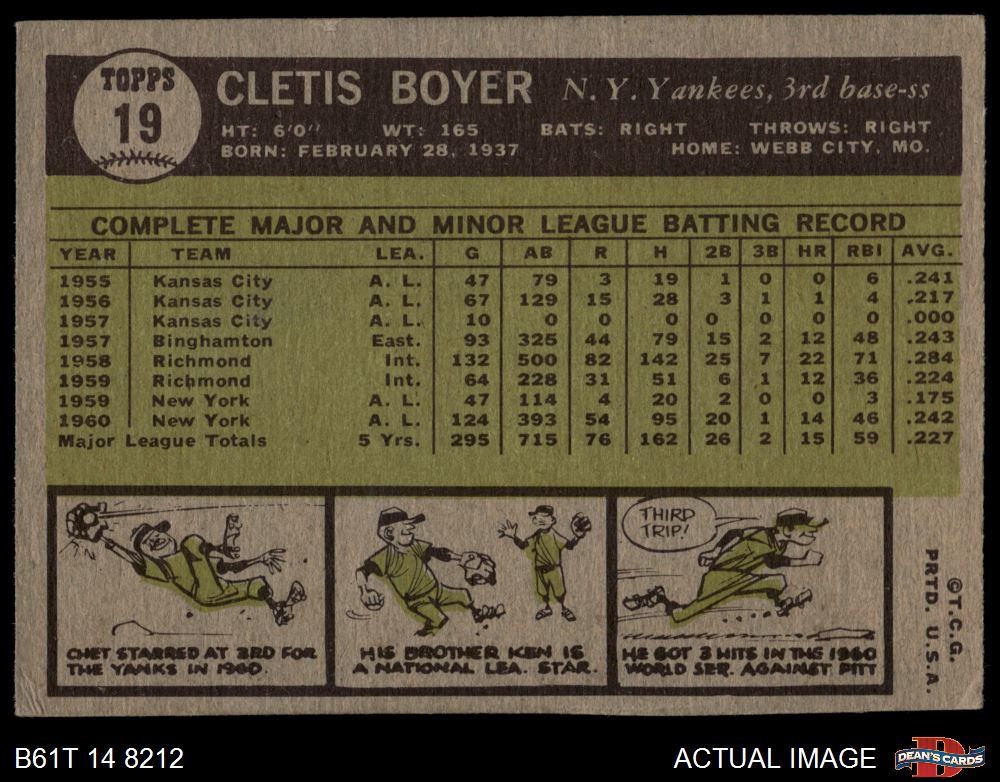 TOPPS
19
CLETIS BOYER N.Y. Yankees, 3rd base-ss
HT: 6'0" WT: 165 BATS: RIGHT THROWS: RIGHT
BORN: FEBRUARY 28, 1937 HOME: WEBB CITY, MO.
COMPLETE MAJOR AND MINOR LEAGUE BATTING RECORD
YEAR TEAM LEA. G AB R H 2B 3B HR RBI AVG.
1955 Kansas City A. L. 47 79 3 19 1 0 0 6 .241
1956 Kansas City A. L. 67 129 15 28 3 1 1 4 .217
1957 Kansas City A. L. 10 0 0 0 0 0 0 0 .000
1957 Binghamton East. 93 325 44 79 15 2 12 48 .243
1958 Richmond Int. 132 500 82 142 25 7 22 71 .284
1959 Richmond Int. 64 228 31 51 6 1 12 36 .224
1959 New York A. L. 47 114 4 20 2 0 0 3 .175
1960 New York A. L. 124 393 54 95 20 1 14 46 .242
Major League Totals 5 Yrs. 295 715 76 162 26 2 15 59 .227
CHET STARRED AT 3RD FOR
THE YANKS IN 1960.
HIS BROTHER KEN IS
A NATIONAL LEA. STAR.
THIRD
TRIP!
HE GOT 3 HITS IN THE 1960
WORLD SER. AGAINST PITT
©T.C.G.
PRTD. U.S.A.
B61T 14 8212
ACTUAL IMAGE
D
DEAN'S CARDS